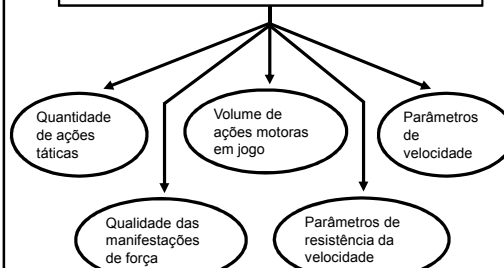 Quantidade
de ações
táticas
Volume de
ações motoras
em jogo
Parâmetros
de
velocidade
Qualidade das
manifestações
de força
Parâmetros de
resistência da
velocidade